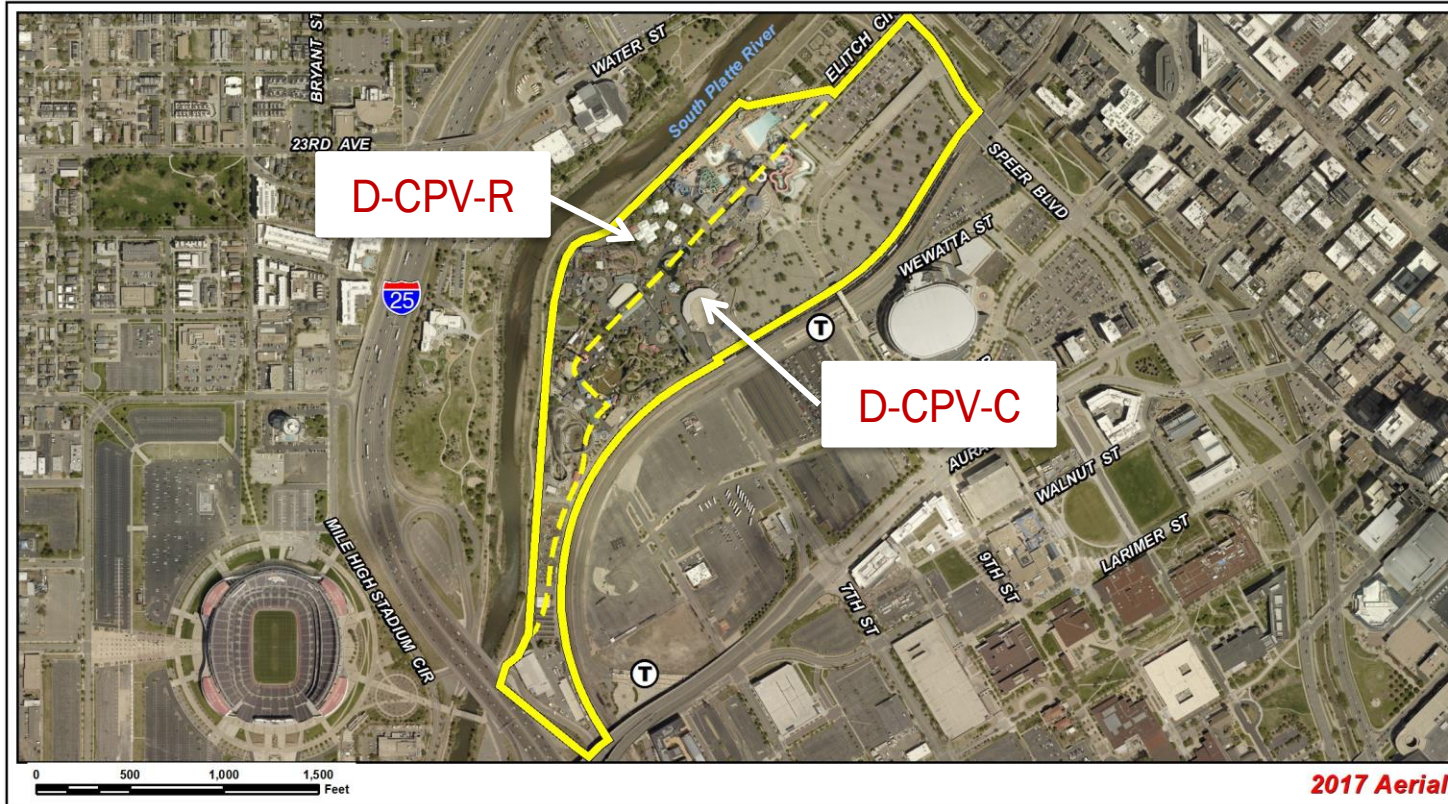 BRYANT ST
WATER ST
South Platte River
ELITCH CIR
23RD AVE
D-CPV-R
SPEER BLVD
WEWATTA ST
25
T
D-CPV-C
WALNUT ST
LARIMER ST
MILE HIGH STADIUM CIR
9TH ST
7TH ST
T
0 500 1,000 1,500
Feet
2017 Aerial